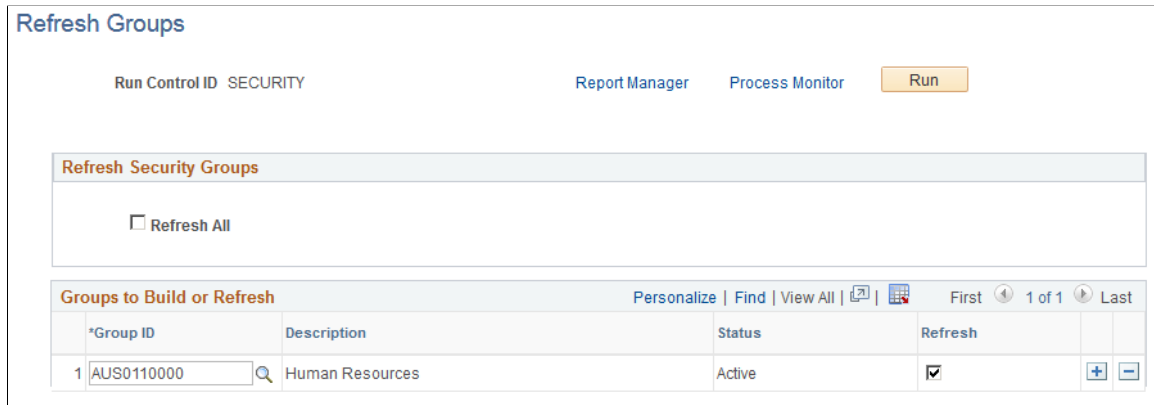 Refresh Groups
Run Control ID SECURITY Report Manager Process Monitor Run
Refresh Security Groups
Refresh All
Groups to Build or Refresh Personalize | Find | View All | | First 1 of 1 Last
*Group ID Description Status Refresh
1 AUS0110000 Human Resources Active